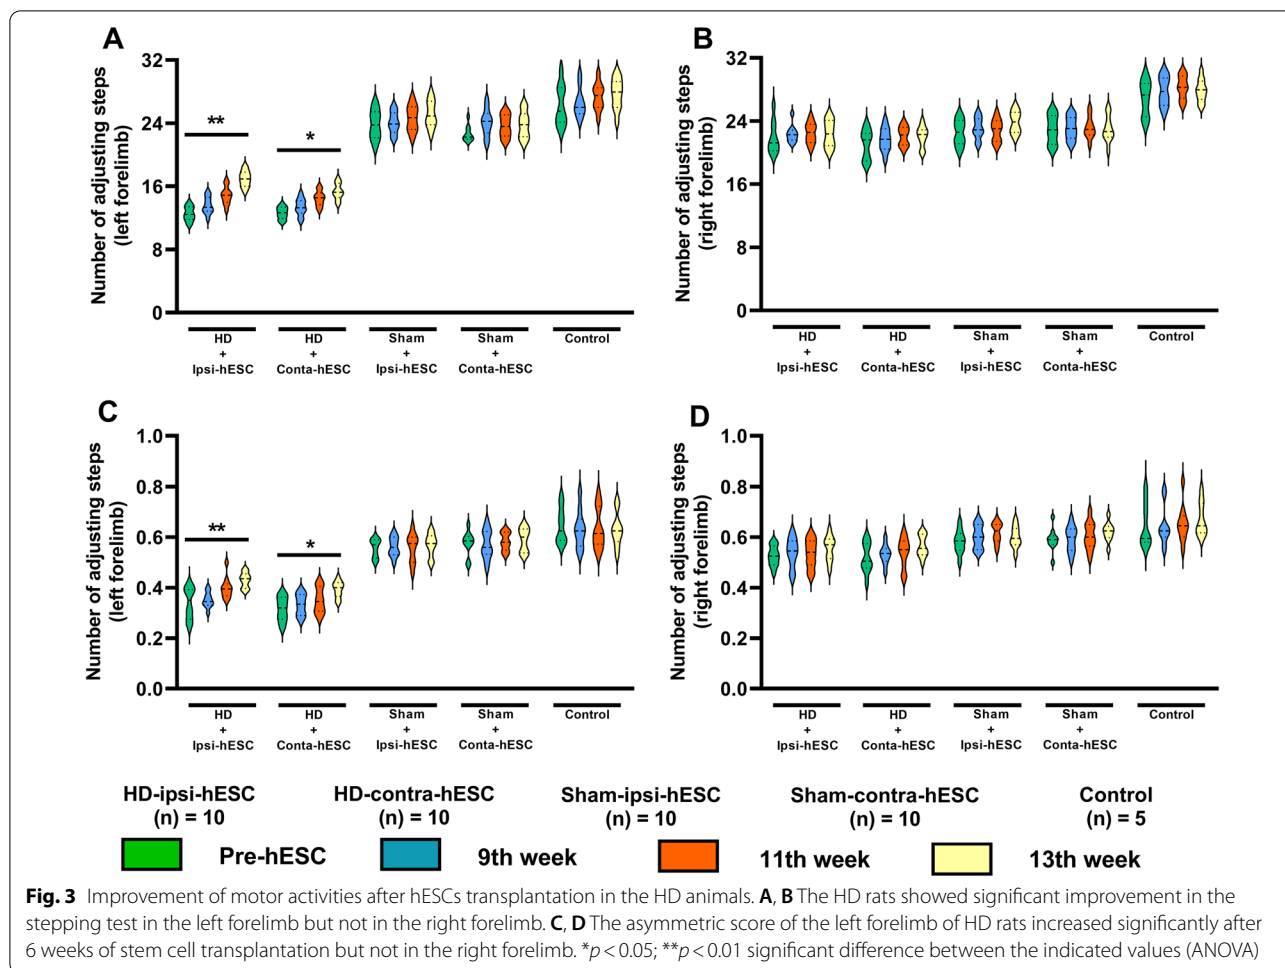 A
Number of adjusting steps
(left forelimb)
32
24
16
8
0
**
*
HD
+
Ipsi-hESC
HD
+
Conta-hESC
Sham
+
Ipsi-hESC
Sham
+
Conta-hESC
Control
B
Number of adjusting steps
(right forelimb)
32
24
16
8
0
HD
+
Ipsi-hESC
HD
+
Conta-hESC
Sham
+
Ipsi-hESC
Sham
+
Conta-hESC
Control
C
Number of adjusting steps
(left forelimb)
1.0
0.8
0.6
0.4
0.2
0.0
**
*
HD
+
Ipsi-hESC
HD
+
Conta-hESC
Sham
+
Ipsi-hESC
Sham
+
Conta-hESC
Control
D
Number of adjusting steps
(right forelimb)
1.0
0.8
0.6
0.4
0.2
0.0
HD
+
Ipsi-hESC
HD
+
Conta-hESC
Sham
+
Ipsi-hESC
Sham
+
Conta-hESC
Control
HD-ipsi-hESC
(n) = 10
HD-contra-hESC
(n) = 10
Sham-ipsi-hESC
(n) = 10
Sham-contra-hESC
(n) = 10
Control
(n) = 5
Pre-hESC
9th week
11th week
13th week
Fig. 3 Improvement of motor activities after hESCs transplantation in the HD animals. A, B The HD rats showed significant improvement in the
stepping test in the left forelimb but not in the right forelimb. C, D The asymmetric score of the left forelimb of HD rats increased significantly after
6 weeks of stem cell transplantation but not in the right forelimb. *p < 0.05; **p < 0.01 significant difference between the indicated values (ANOVA)